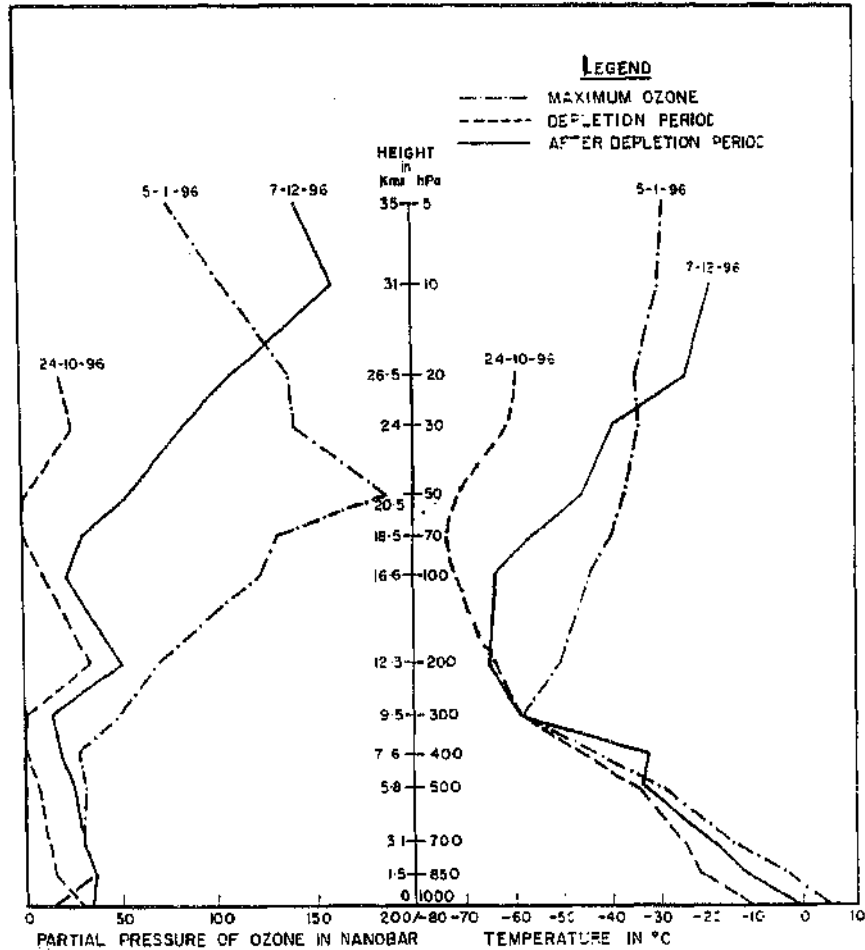 LEGEND
MAXIMUM OZONE
DEPLETION PERIOD
AFTER DEPLETION PERIOD
HEIGHT
in
Kms hPa
5-1-96
7-12-96
24-10-96
5-1-96
7-12-96
24-10-96
35 5
31 10
26.5 20
24 30
20.5 50
18.5 70
16.6 100
12.3 200
9.5 300
7.6 400
5.8 500
3.1 700
1.5 850
0 1000
0 50 100 150 200/-80 -70 -60 -50 -40 -30 -20 -10 0 10
PARTIAL PRESSURE OF OZONE IN NANOBAR TEMPERATURE IN °C